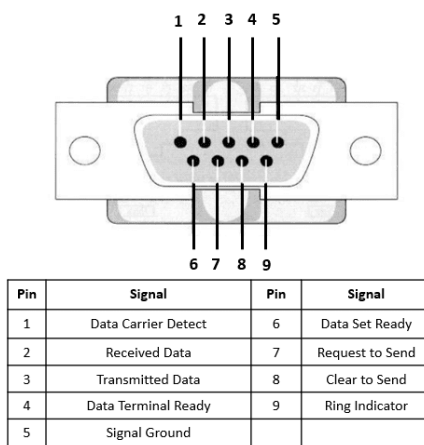 1 2 3 4 5
6 7 8 9
Pin Signal Pin Signal
1 Data Carrier Detect 6 Data Set Ready
2 Received Data 7 Request to Send
3 Transmitted Data 8 Clear to Send
4 Data Terminal Ready 9 Ring Indicator
5 Signal Ground